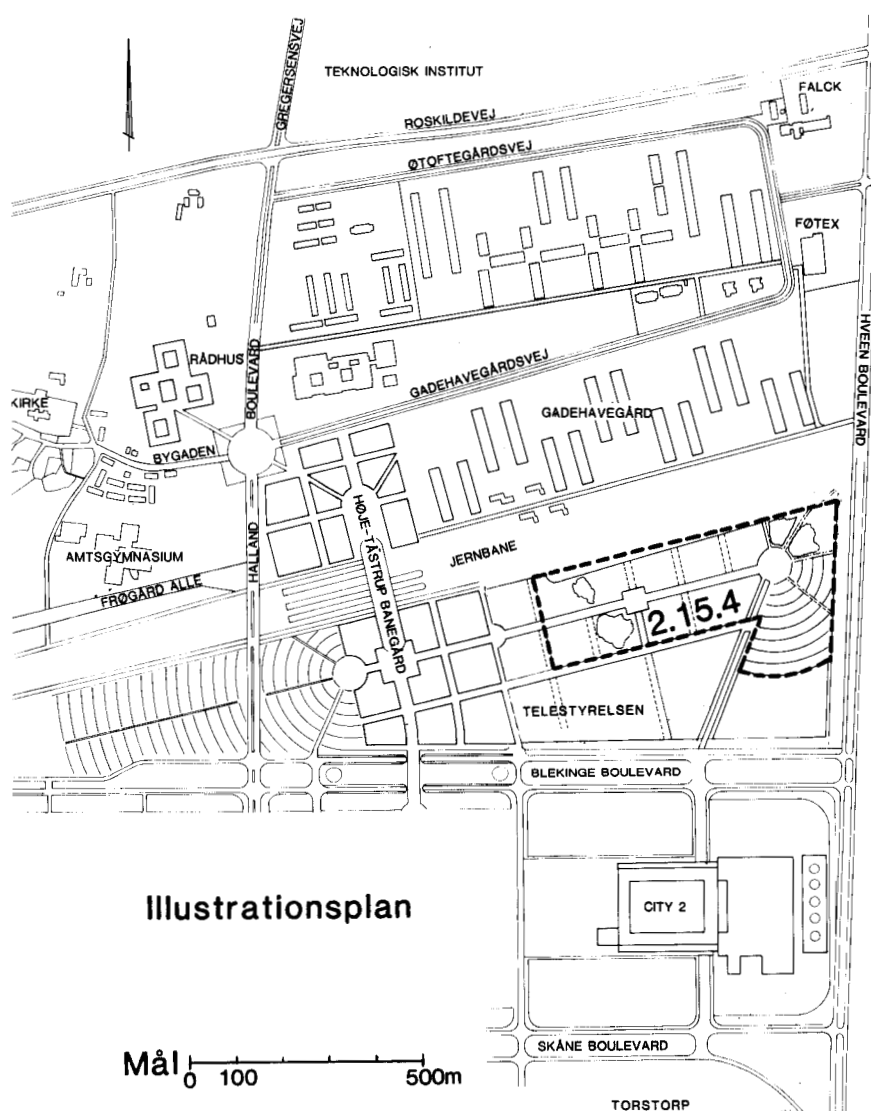 GREGERSENSVEJ
TEKNOLOGISK INSTITUT
FALCK
ROSKILDEVEJ
ØTOFTEGÅRDSVEJ
FØTEX
HVEEN BOULEVARD
RÅDHUS
BOULEVARD
GADEHAVEGÅRDSVEJ
KIRKE
GADEHAVEGÅRD
BYGADEN
HØJE-TÅSTRUP BANEGÅRD
AMTSGYMNASIUM
HALLAND
JERNBANE
FRØGÅRD ALLE
2.15.4
TELESTYRELSEN
BLEKINGE BOULEVARD
Illustrationsplan
CITY 2
SKÅNE BOULEVARD
Mål
0 100 500m
TORSTORP